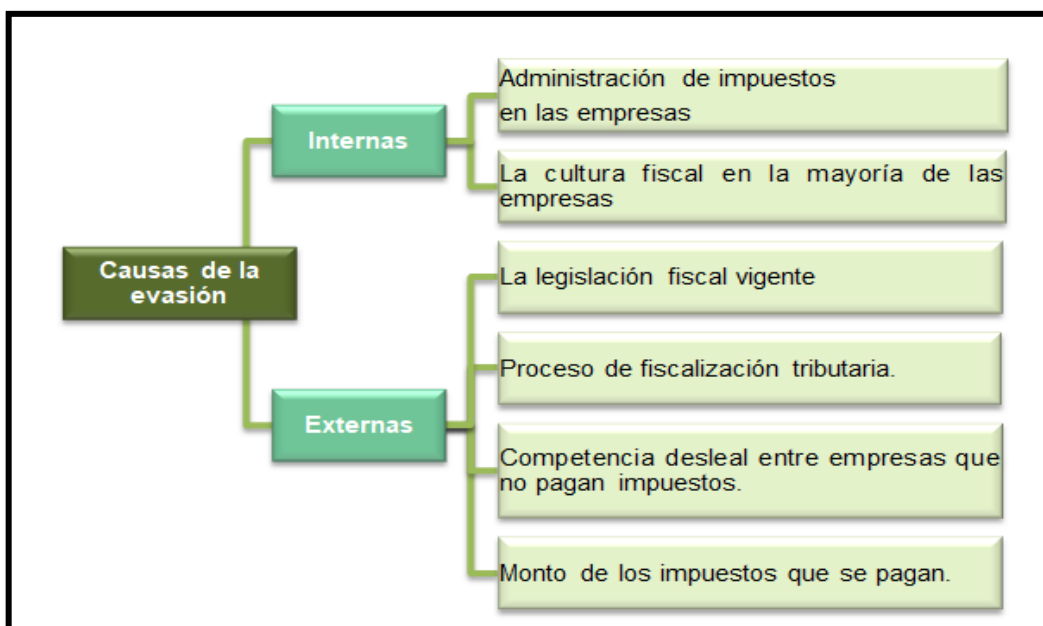 Causas de la
evasión
Internas
Administración de impuestos
en las empresas
La cultura fiscal en la mayoría de las
empresas
Externas
La legislación fiscal vigente
Proceso de fiscalización tributaria.
Competencia desleal entre empresas que
no pagan impuestos.
Monto de los impuestos que se pagan.